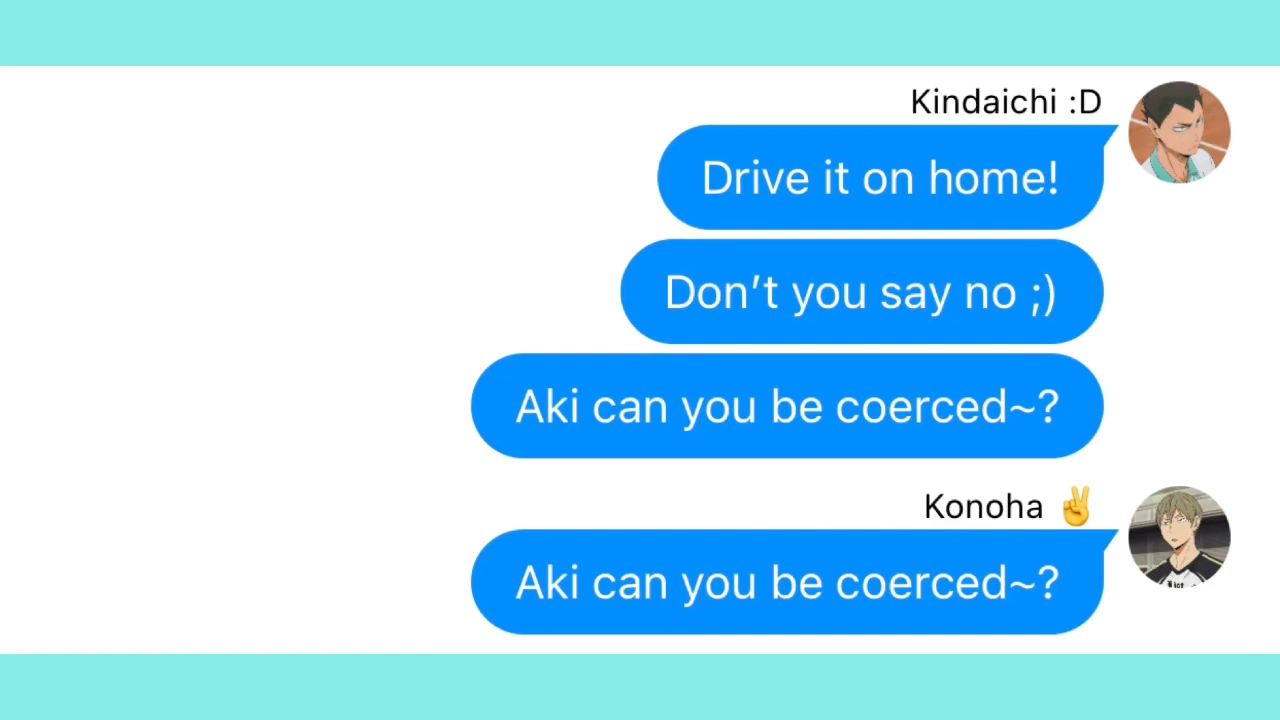 Kindaichi :D
Drive it on home!
Don’t you say no ;)
Aki can you be coerced~?
Konoha ✌️
Aki can you be coerced~?